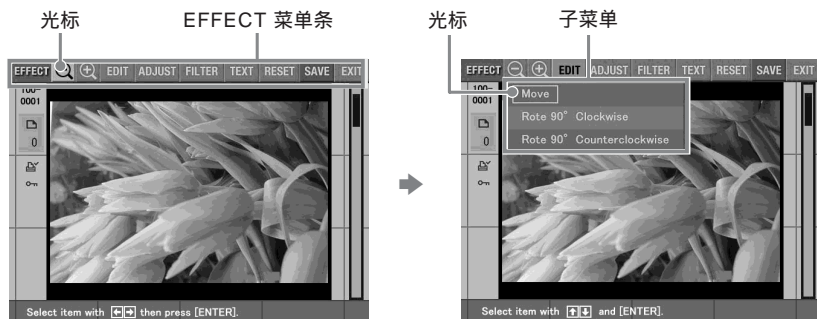 光标
EFFECT 菜单条
EFFECT EDIT ADJUST FILTER TEXT RESET SAVE EXIT
100-
0001
0
Select item with then press [ENTER].
光标
子菜单
EFFECT EDIT ADJUST FILTER TEXT RESET SAVE EXIT
100-
0001
0
Move
Rote 90° Clockwise
Rote 90° Counterclockwise
Select item with and [ENTER].